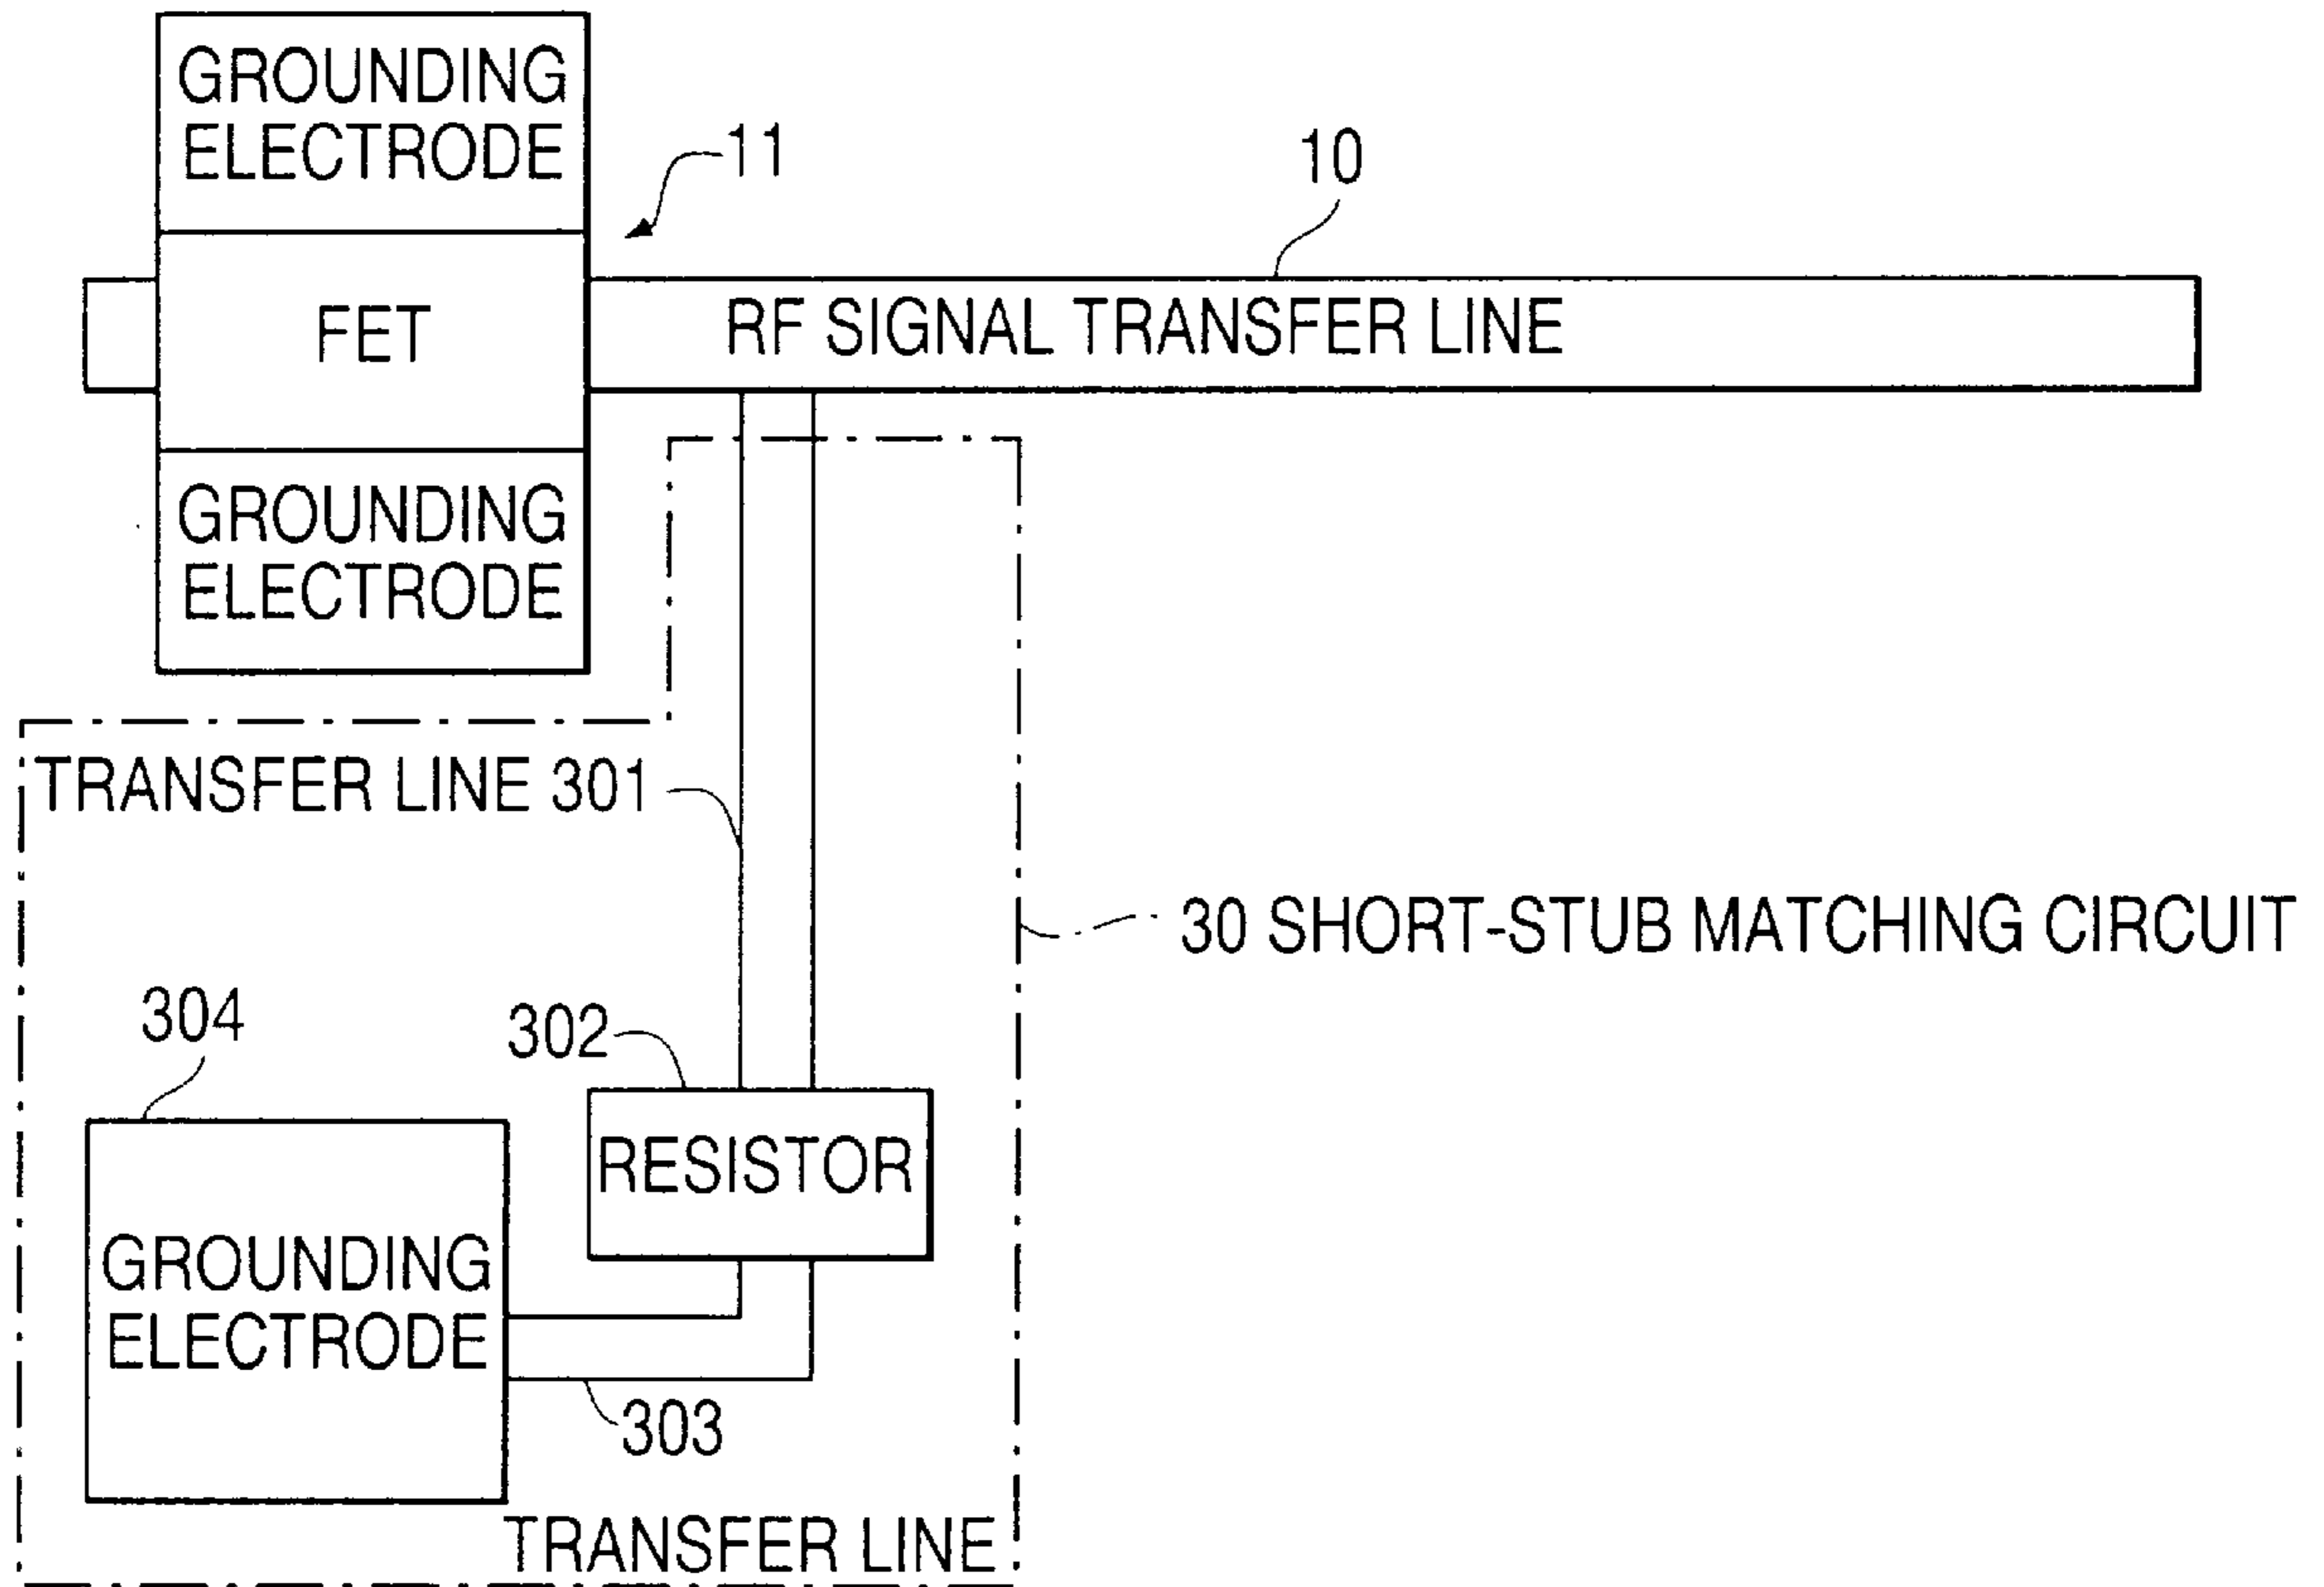 GROUNDING
ELECTRODE
11
10
FET
RF SIGNAL TRANSFER LINE
GROUNDING
ELECTRODE
TRANSFER LINE 301
30 SHORT-STUB MATCHING CIRCUIT
304
302
RESISTOR
GROUNDING
ELECTRODE
303
TRANSFER LINE